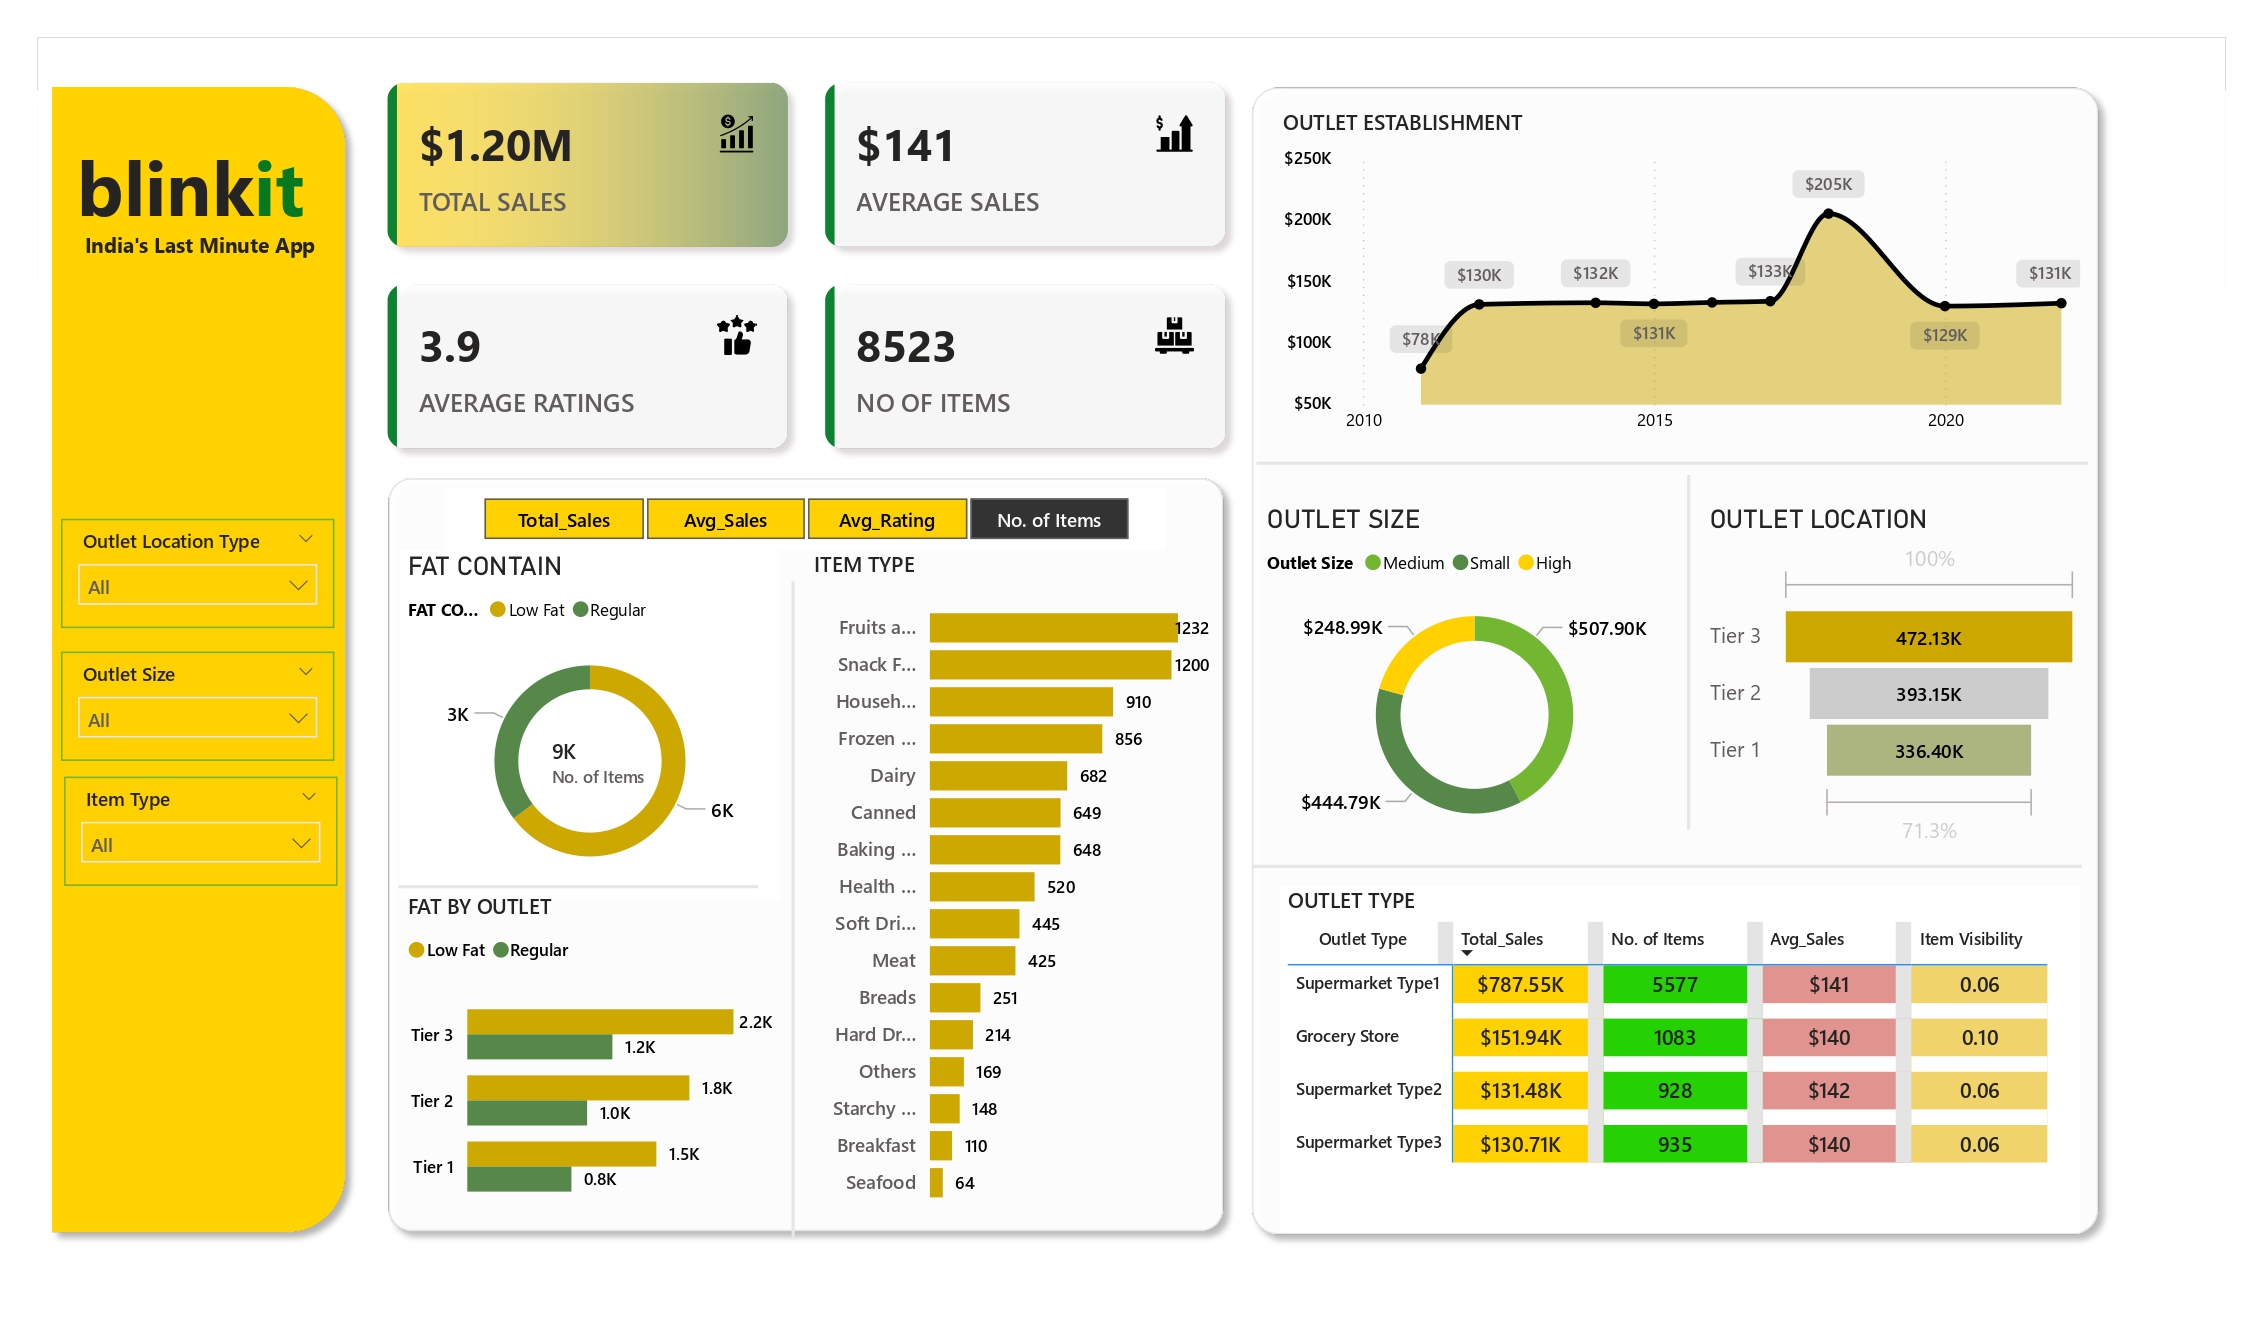 blinkit
India's Last Minute App
Outlet Location Type
All
Outlet Size
All
Item Type
All
$1.20M
TOTAL SALES
$
$141
AVERAGE SALES
$
3.9
AVERAGE RATINGS
8523
NO OF ITEMS
Total_Sales
Avg_Sales
Avg_Rating
No. of Items
FAT CONTAIN
FAT CO... Low Fat Regular
3K
9K
No. of Items
6K
FAT BY OUTLET
Low Fat Regular
Tier 3 2.2K
1.2K
Tier 2 1.8K
1.0K
Tier 1 1.5K
0.8K
ITEM TYPE
Fruits a... 1232
Snack F... 1200
Househ... 910
Frozen ... 856
Dairy 682
Canned 649
Baking ... 648
Health ... 520
Soft Dri... 445
Meat 425
Breads 251
Hard Dr... 214
Others 169
Starchy ... 148
Breakfast 110
Seafood 64
OUTLET ESTABLISHMENT
$250K
$200K
$150K
$100K
$50K
$78K
$130K
$132K
$131K
$133K
$205K
$129K
$131K
2010 2015 2020
OUTLET SIZE
Outlet Size Medium Small High
$248.99K
$507.90K
$444.79K
OUTLET LOCATION
100%
Tier 3 472.13K
Tier 2 393.15K
Tier 1 336.40K
71.3%
OUTLET TYPE
Outlet Type Total_Sales No. of Items Avg_Sales Item Visibility
Supermarket Type1 $787.55K 5577 $141 0.06
Grocery Store $151.94K 1083 $140 0.10
Supermarket Type2 $131.48K 928 $142 0.06
Supermarket Type3 $130.71K 935 $140 0.06